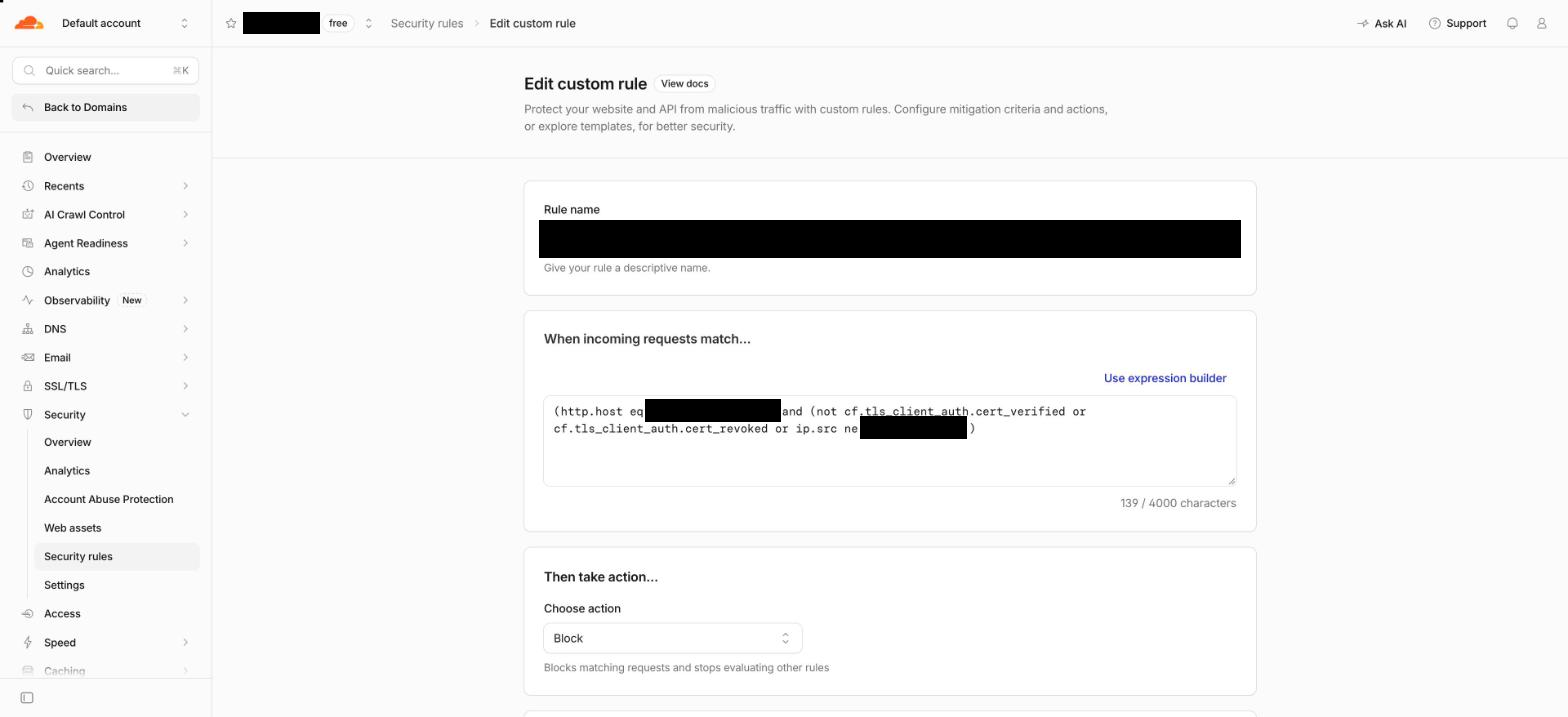 Default account
free
Security rules > Edit custom rule
Ask AI
Support
Quick search...
⌘K
Back to Domains
Overview
Recents
AI Crawl Control
Agent Readiness
Analytics
Observability New
DNS
Email
SSL/TLS
Security
Overview
Analytics
Account Abuse Protection
Web assets
Security rules
Settings
Access
Speed
Caching
Edit custom rule
View docs
Protect your website and API from malicious traffic with custom rules. Configure mitigation criteria and actions,
or explore templates, for better security.
Rule name
Give your rule a descriptive name.
When incoming requests match...
Use expression builder
(http.host eq and (not cf.tls_client_auth.cert_verified or
cf.tls_client_auth.cert_revoked or ip.src ne )
139 / 4000 characters
Then take action...
Choose action
Block
Blocks matching requests and stops evaluating other rules